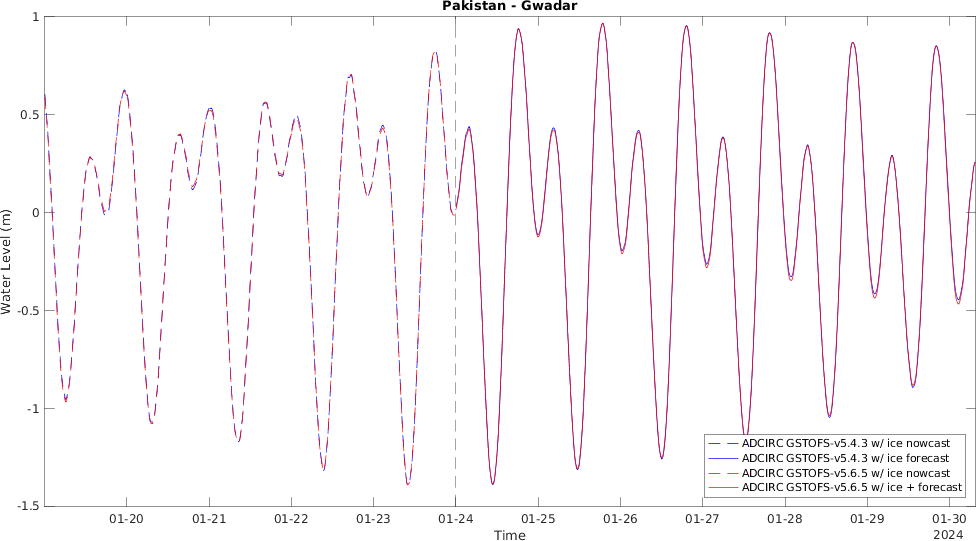 Pakistan - Gwadar
Water Level (m)
1
0.5
0
-0.5
-1
-1.5
ADCIRC GSTOFS-v5.4.3 w/ ice nowcast
ADCIRC GSTOFS-v5.4.3 w/ ice forecast
ADCIRC GSTOFS-v5.6.5 w/ ice nowcast
ADCIRC GSTOFS-v5.6.5 w/ ice + forecast
01-20 01-21 01-22 01-23 01-24 01-25 01-26 01-27 01-28 01-29 01-30
Time
2024